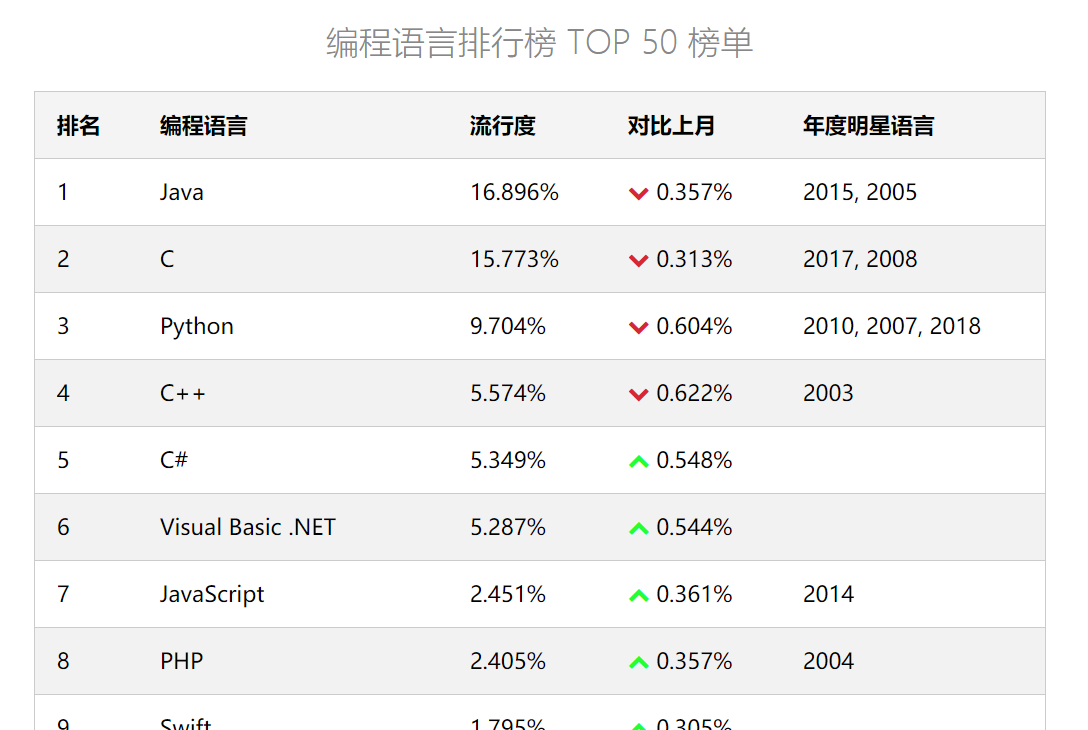 编程语言排行榜 TOP 50 榜单
排名 编程语言 流行度 对比上月 年度明星语言
1 Java 16.896% 0.357% 2015, 2005
2 C 15.773% 0.313% 2017, 2008
3 Python 9.704% 0.604% 2010, 2007, 2018
4 C++ 5.574% 0.622% 2003
5 C# 5.349% 0.548%
6 Visual Basic .NET 5.287% 0.544%
7 JavaScript 2.451% 0.361% 2014
8 PHP 2.405% 0.357% 2004
9 Swift 1.795% 0.305%